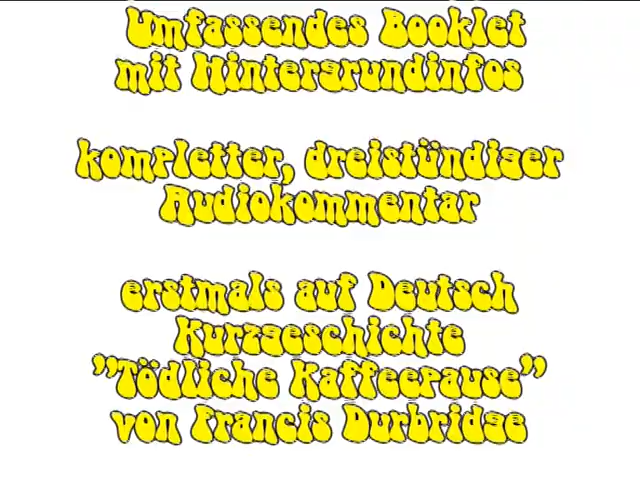 Umfassendes Booklet
mit Hintergrundinfos
kompletter, dreistündiger
Audiokommentar
erstmals auf Deutsch
Kurzgeschichte
"Tödliche Kaffeepause"
von Francis Durbridge